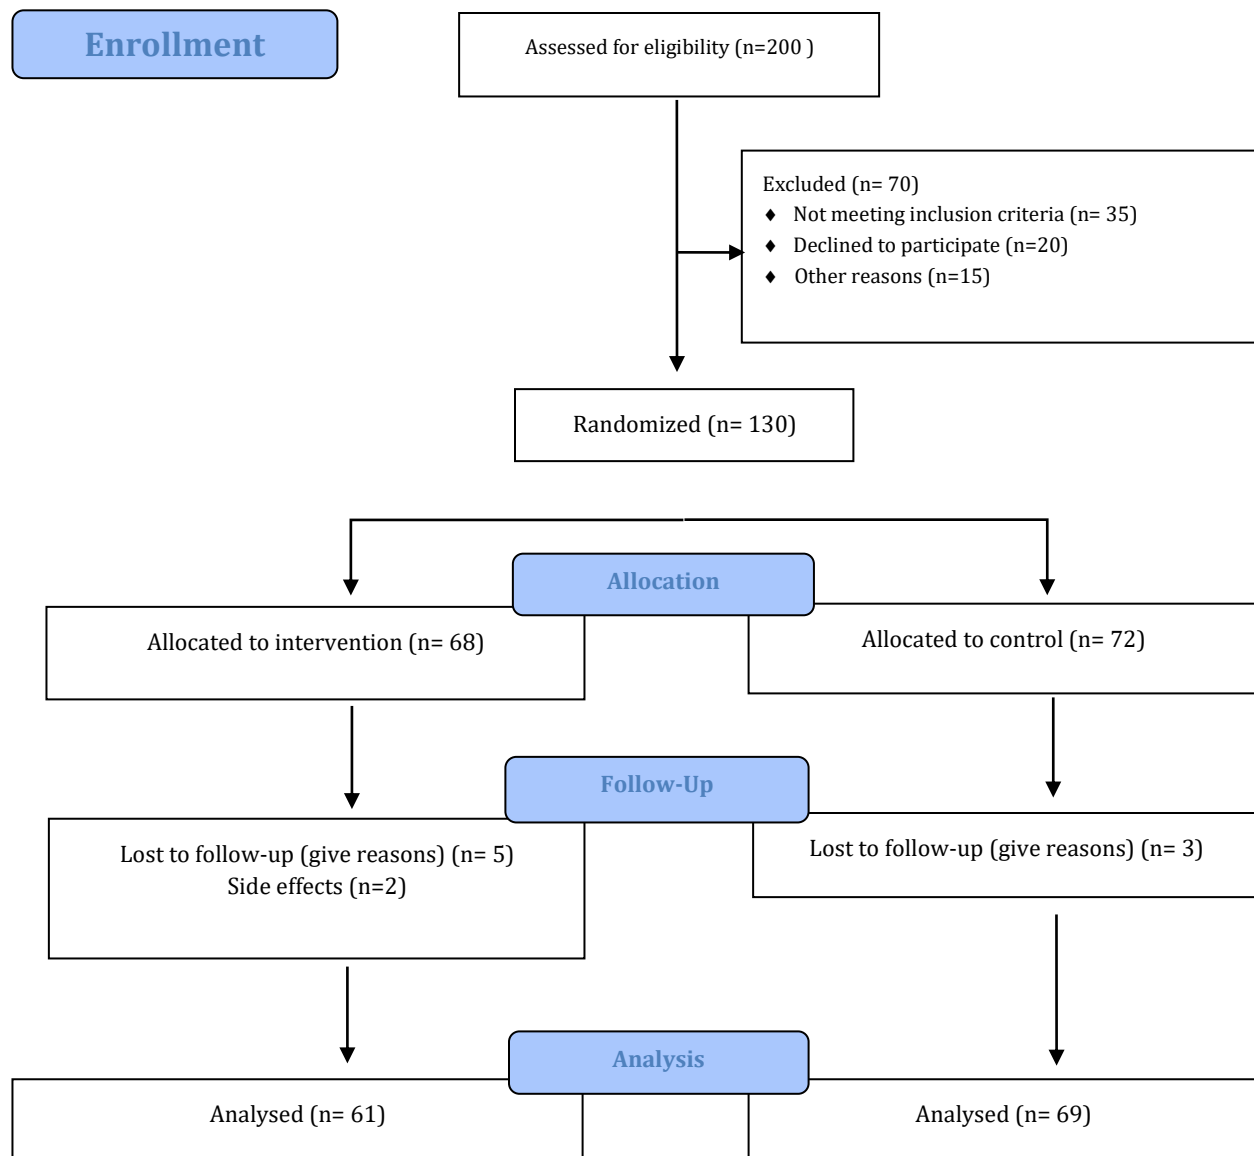 Enrollment
Assessed for eligibility (n=200 )
Excluded (n= 70)
♦ Not meeting inclusion criteria (n= 35)
♦ Declined to participate (n=20)
♦ Other reasons (n=15)
Randomized (n= 130)
Allocation
Allocated to intervention (n= 68)
Allocated to control (n= 72)
Follow-Up
Lost to follow-up (give reasons) (n= 5)
Side effects (n=2)
Lost to follow-up (give reasons) (n= 3)
Analysis
Analysed (n= 61)
Analysed (n= 69)